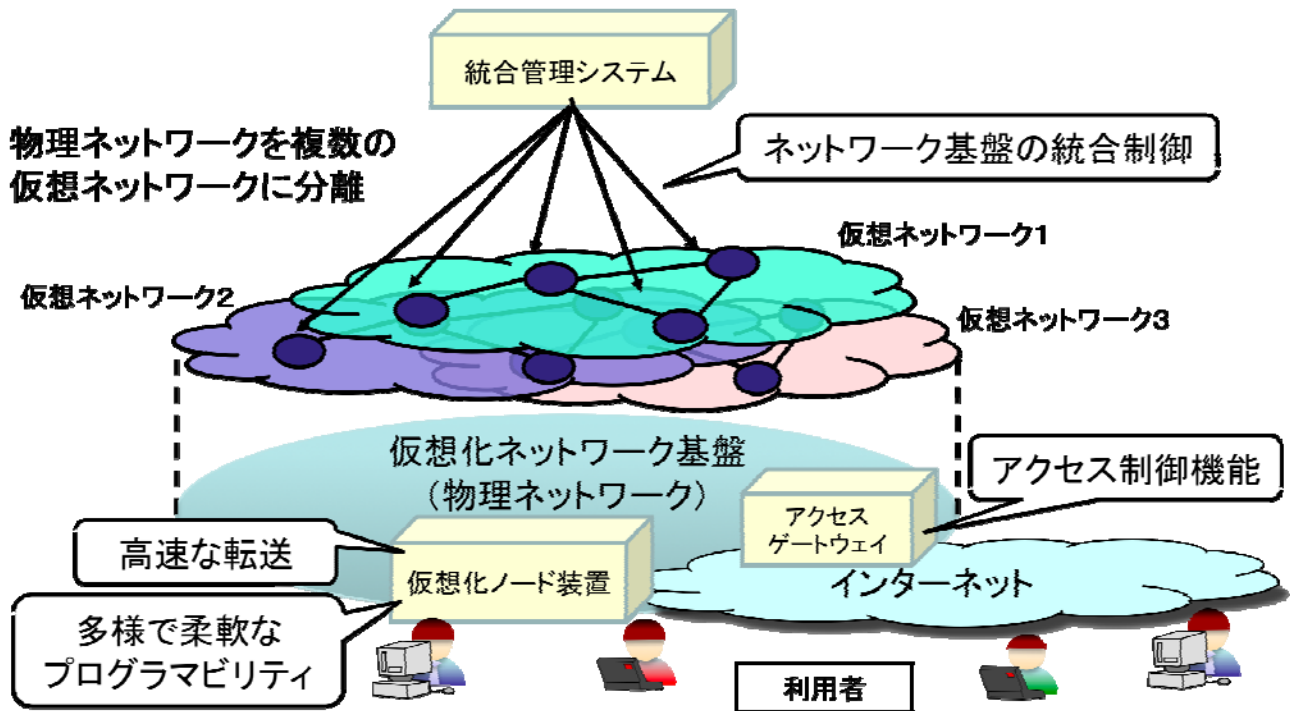 統合管理システム
物理ネットワークを複数の
仮想ネットワークに分離
ネットワーク基盤の統合制御
仮想ネットワーク1
仮想ネットワーク2
仮想ネットワーク3
仮想化ネットワーク基盤
（物理ネットワーク）
アクセス制御機能
アクセス
ゲートウェイ
高速な転送
仮想化ノード装置
インターネット
多様で柔軟な
プログラマビリティ
利用者